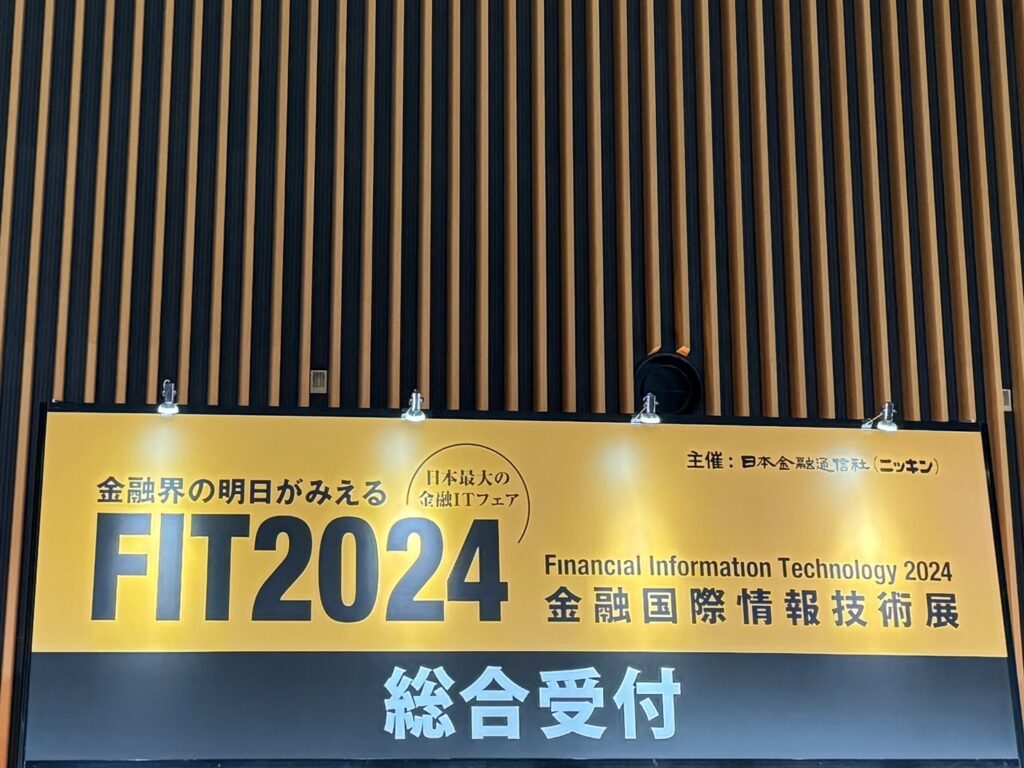 主催：日本金融通信社（ニッキン）
金融界の明日がみえる
日本最大の
金融ITフェア
FIT2024
Financial Information Technology 2024
金融国際情報技術展
総合受付